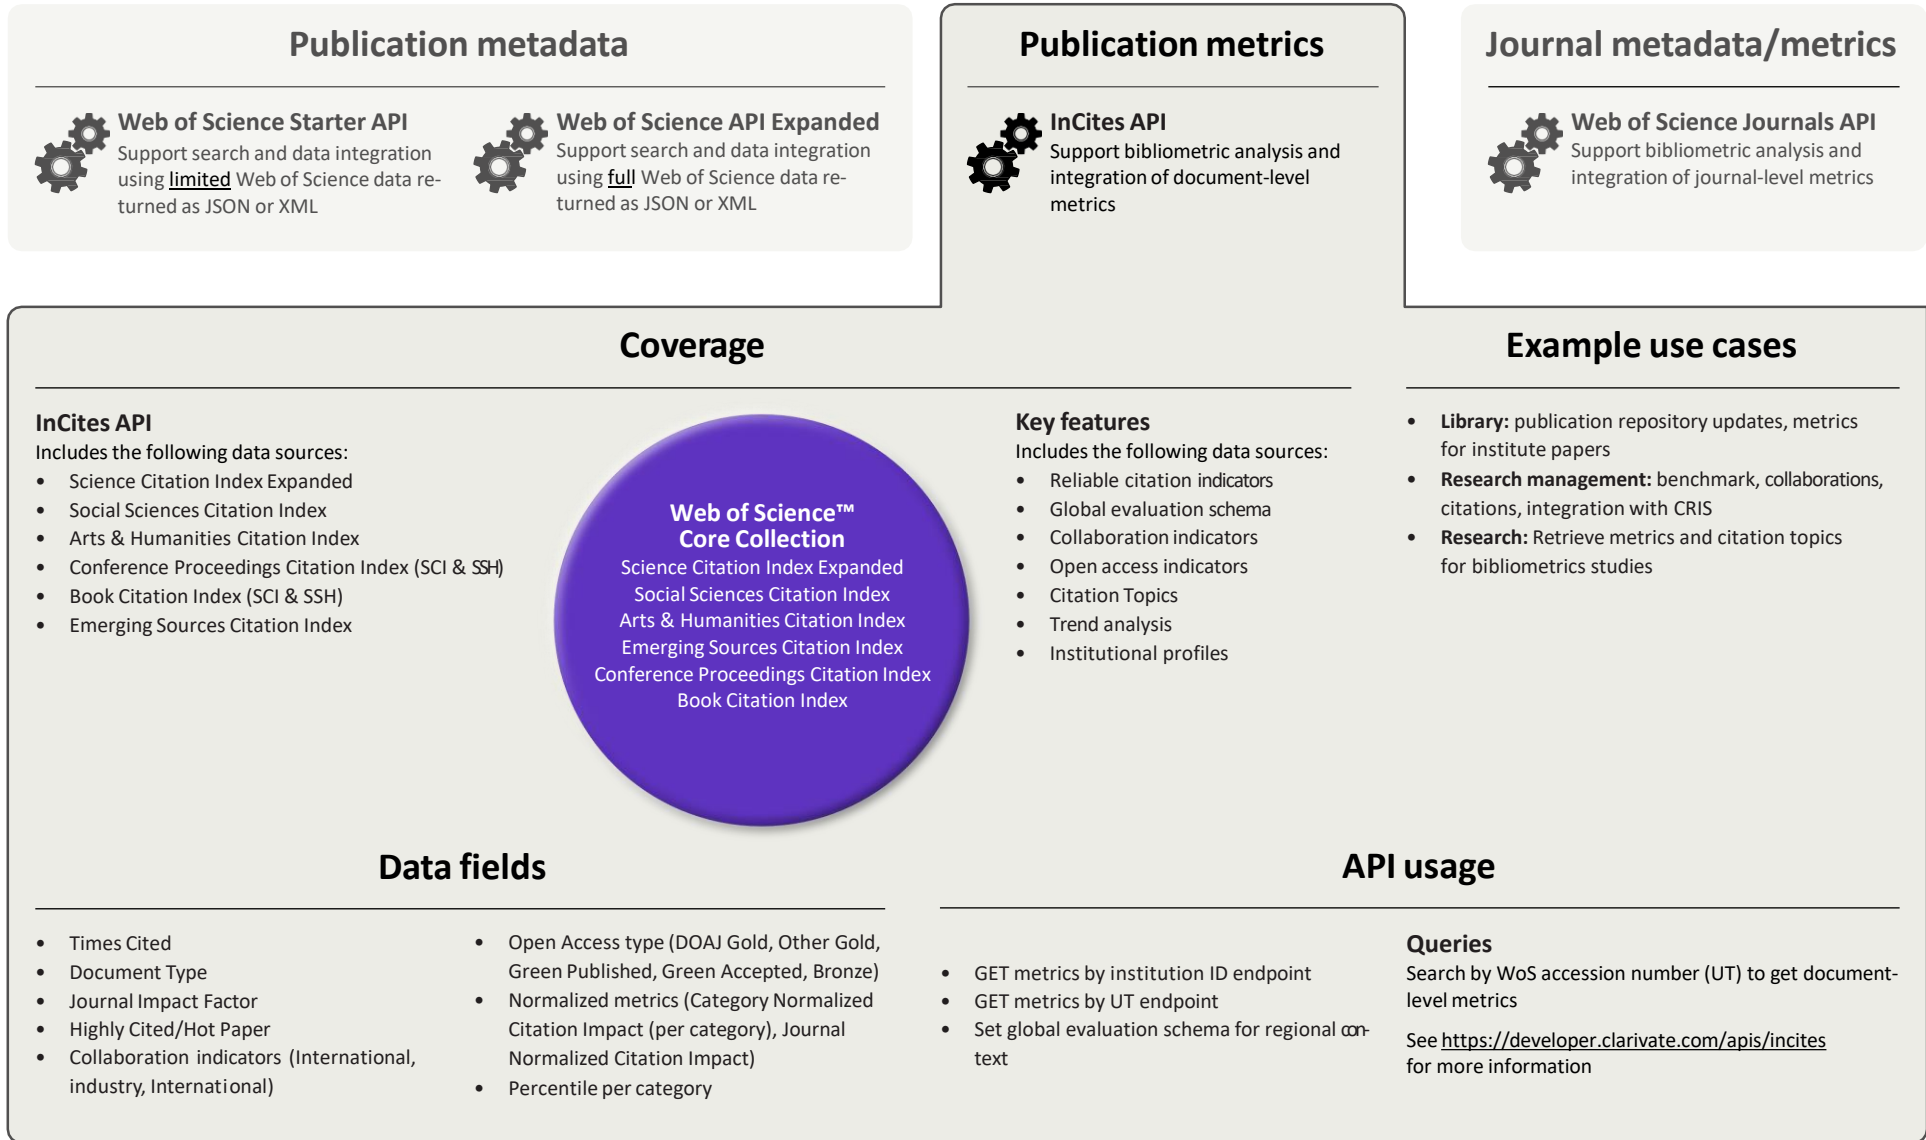 Publication metadata
Web of Science Starter API
Support search and data integration
using limited Web of Science data re-
turned as JSON or XML
Web of Science API Expanded
Support search and data integration
using full Web of Science data re-
turned as JSON or XML
Publication metrics
InCites API
Support bibliometric analysis and
integration of document-level
metrics
Journal metadata/metrics
Web of Science Journals API
Support bibliometric analysis and
integration of journal-level metrics
Coverage
InCites API
Includes the following data sources:
• Science Citation Index Expanded
• Social Sciences Citation Index
• Arts & Humanities Citation Index
• Conference Proceedings Citation Index (SCI & SSH)
• Book Citation Index (SCI & SSH)
• Emerging Sources Citation Index
Web of Science™
Core Collection
Science Citation Index Expanded
Social Sciences Citation Index
Arts & Humanities Citation Index
Emerging Sources Citation Index
Conference Proceedings Citation Index
Book Citation Index
Key features
Includes the following data sources:
• Reliable citation indicators
• Global evaluation schema
• Collaboration indicators
• Open access indicators
• Citation Topics
• Trend analysis
• Institutional profiles
Example use cases
• Library: publication repository updates, metrics
for institute papers
• Research management: benchmark, collaborations,
citations, integration with CRIS
• Research: Retrieve metrics and citation topics
for bibliometrics studies
Data fields
• Times Cited
• Document Type
• Journal Impact Factor
• Highly Cited/Hot Paper
• Collaboration indicators (International,
industry, International)
• Open Access type (DOAJ Gold, Other Gold,
Green Published, Green Accepted, Bronze)
• Normalized metrics (Category Normalized
Citation Impact (per category), Journal
Normalized Citation Impact)
• Percentile per category
API usage
• GET metrics by institution ID endpoint
• GET metrics by UT endpoint
• Set global evaluation schema for regional con-
text
Queries
Search by WoS accession number (UT) to get document-
level metrics
See https://developer.clarivate.com/apis/incites
for more information